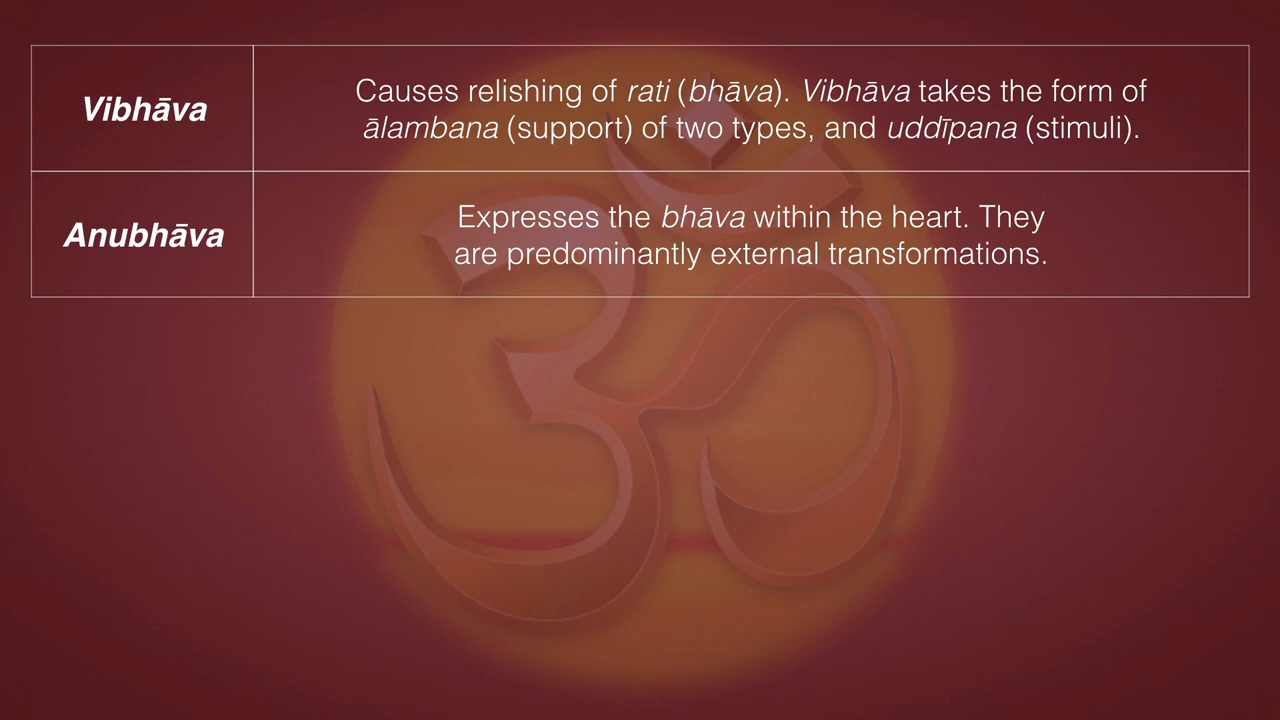 Vibhāva
Causes relishing of rati (bhāva). Vibhāva takes the form of
ālambana (support) of two types, and uddīpana (stimuli).
Anubhāva
Expresses the bhāva within the heart. They
are predominantly external transformations.
ॐ